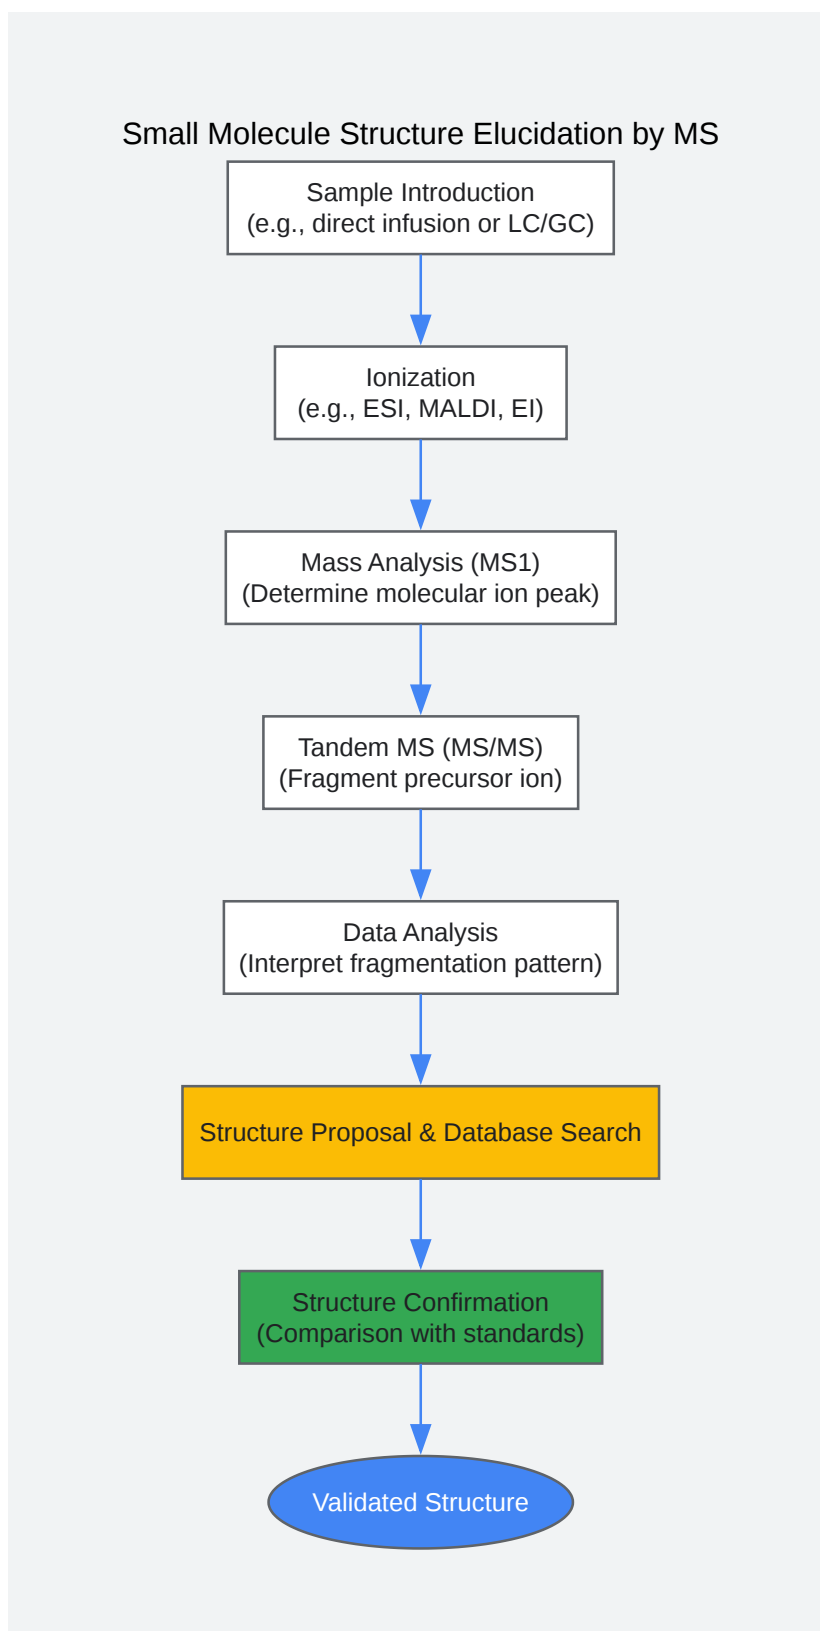 Small Molecule Structure Elucidation by MS
Sample Introduction
(e.g., direct infusion or LC/GC)
Ionization
(e.g., ESI, MALDI, EI)
Mass Analysis (MS1)
(Determine molecular ion peak)
Tandem MS (MS/MS)
(Fragment precursor ion)
Data Analysis
(Interpret fragmentation pattern)
Structure Proposal & Database Search
Structure Confirmation
(Comparison with standards)
Validated Structure